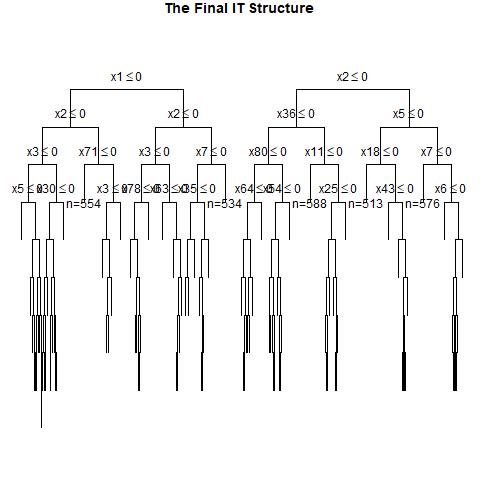 The Final IT Structure
x1 ≤ 0 x2 ≤ 0
x2 ≤ 0 x2 ≤ 0 x36 ≤ 0 x5 ≤ 0
x3 ≤ 0 x71 ≤ 0 x3 ≤ 0 x7 ≤ 0 x80 ≤ 0 x11 ≤ 0 x18 ≤ 0 x7 ≤ 0
x5 ≤ 0 x30 ≤ 0 x3 ≤ 0 x78 ≤ 0 x35 ≤ 0 x64 ≤ 0 x54 ≤ 0 x25 ≤ 0 x43 ≤ 0 x6 ≤ 0
n=554 n=534 n=588 n=513 n=576